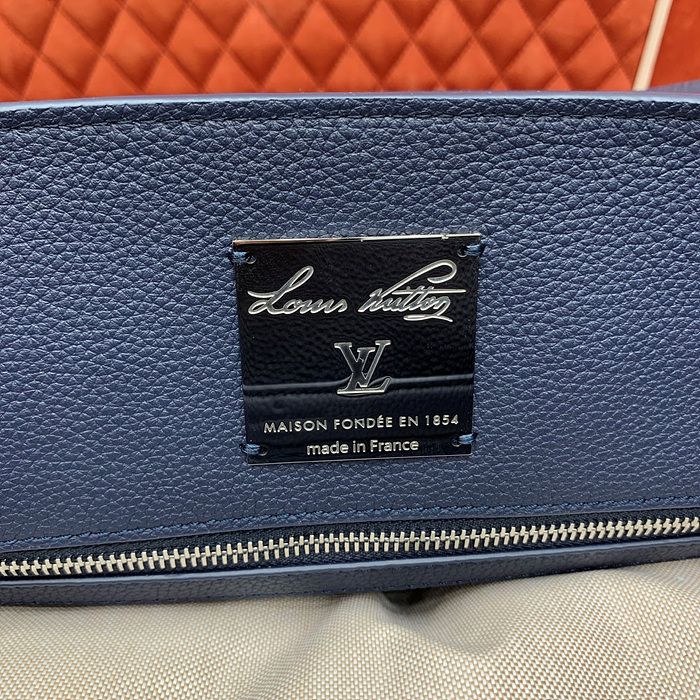 Louis Vuitton
LV
MAISON FONDÉE EN 1854
made in France